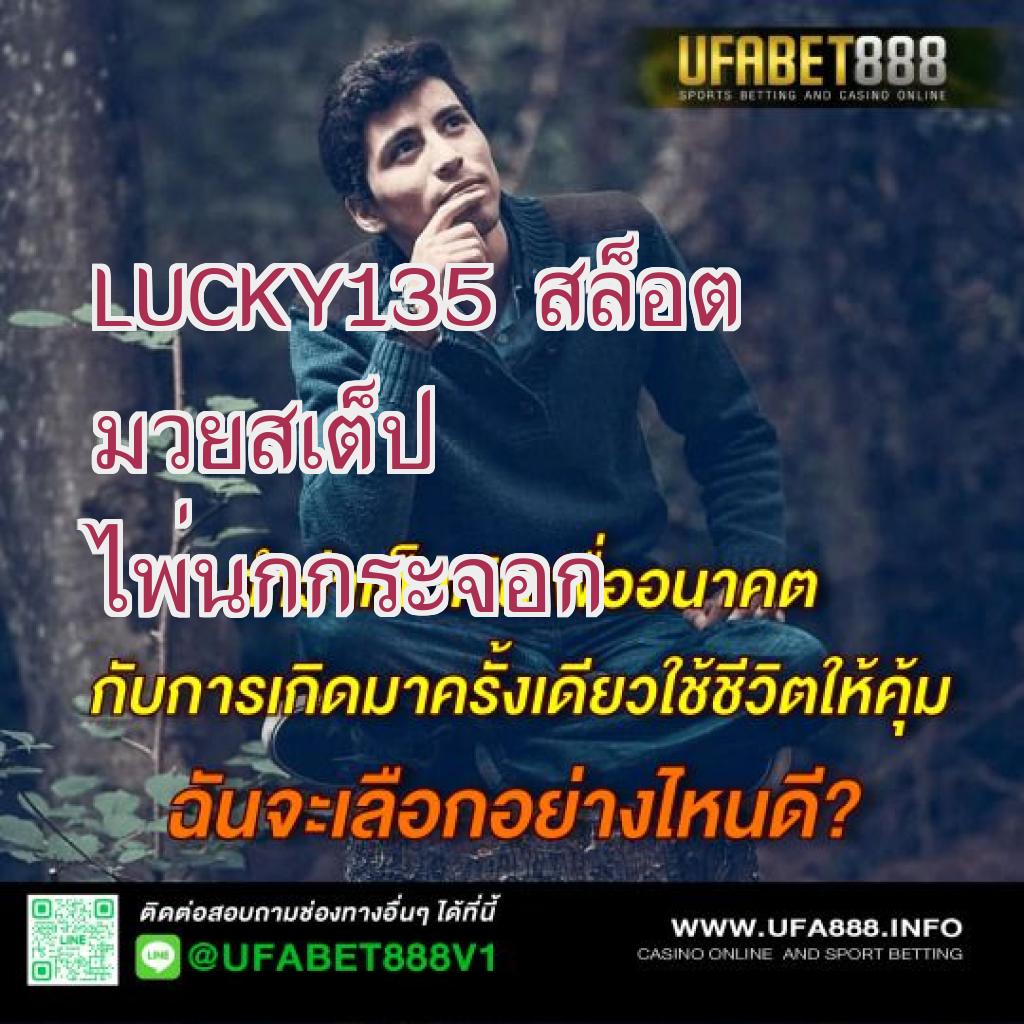 UFABET888
SPORTS BETTING AND CASINO ONLINE
LUCKY135 สล็อต
มวยสเต็ป
ไพ่นกกระจอก
อนาคต
กับการเกิดมาครั้งเดียวใช้ชีวิตให้คุ้ม
ฉันจะเลือกอย่างไหนดี?
ติดต่อสอบถามช่องทางอื่นๆ ได้ที่นี้
LINE
LINE @UFABET888V1
WWW.UFA888.INFO
CASINO ONLINE AND SPORT BETTING